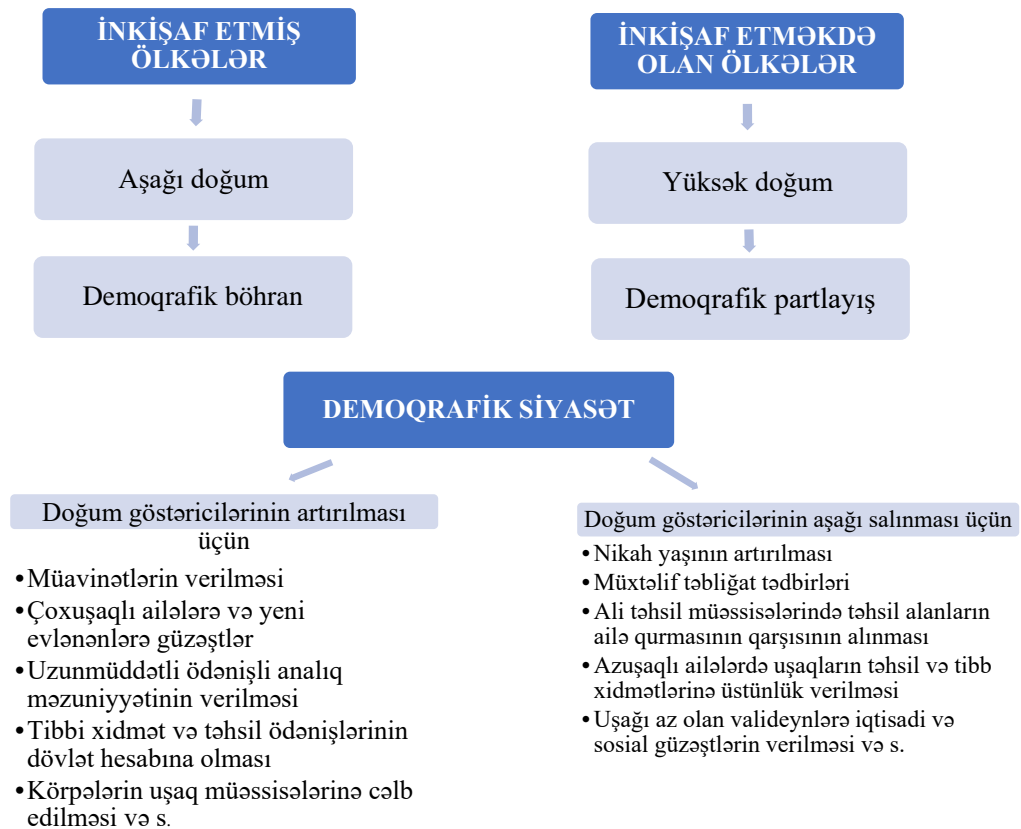 İNKİŞAF ETMİŞ
ÖLKƏLƏR
Aşağı doğum
Demoqrafik böhran
İNKİŞAF ETMƏKDƏ
OLAN ÖLKƏLƏR
Yüksək doğum
Demoqrafik partlayış
DEMOQRAFİK SİYASƏT
Doğum göstəricilərinin artırılması
üçün
•Müavinətlərin verilməsi
•Çoxuşaqlı ailələrə və yeni
evlənənlərə güzəştlər
•Uzunmüddətli ödənişli analıq
məzuniyyətinin verilməsi
•Tibbi xidmət və təhsil ödənişlərinin
dövlət hesabına olması
•Körpələrin uşaq müəssisələrinə cəlb
edilməsi və s.
Doğum göstəricilərinin aşağı salınması üçün
•Nikah yaşının artırılması
•Müxtəlif təbliğat tədbirləri
•Ali təhsil müəssisələrində təhsil alanların
ailə qurmasının qarşısının alınması
•Azuşaqlı ailələrdə uşaqların təhsil və tibb
xidmətlərinə üstünlük verilməsi
•Uşağı az olan valideynlərə iqtisadi və
sosial güzəştlərin verilməsi və s.